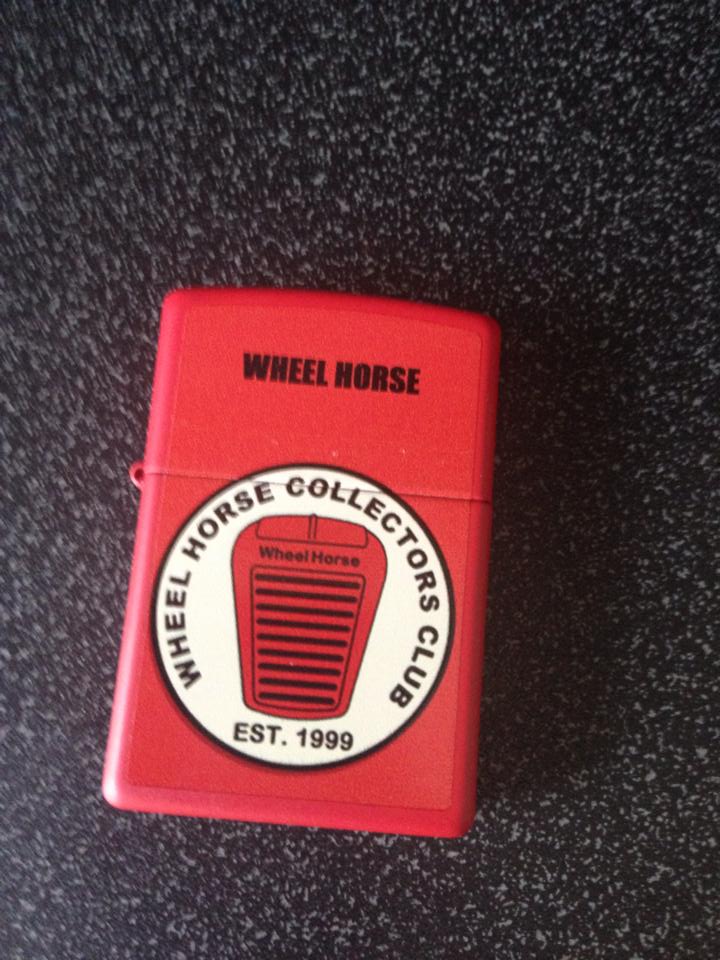 WHEEL HORSE
WHEEL HORSE COLLECTORS CLUB
Wheel Horse
EST. 1999